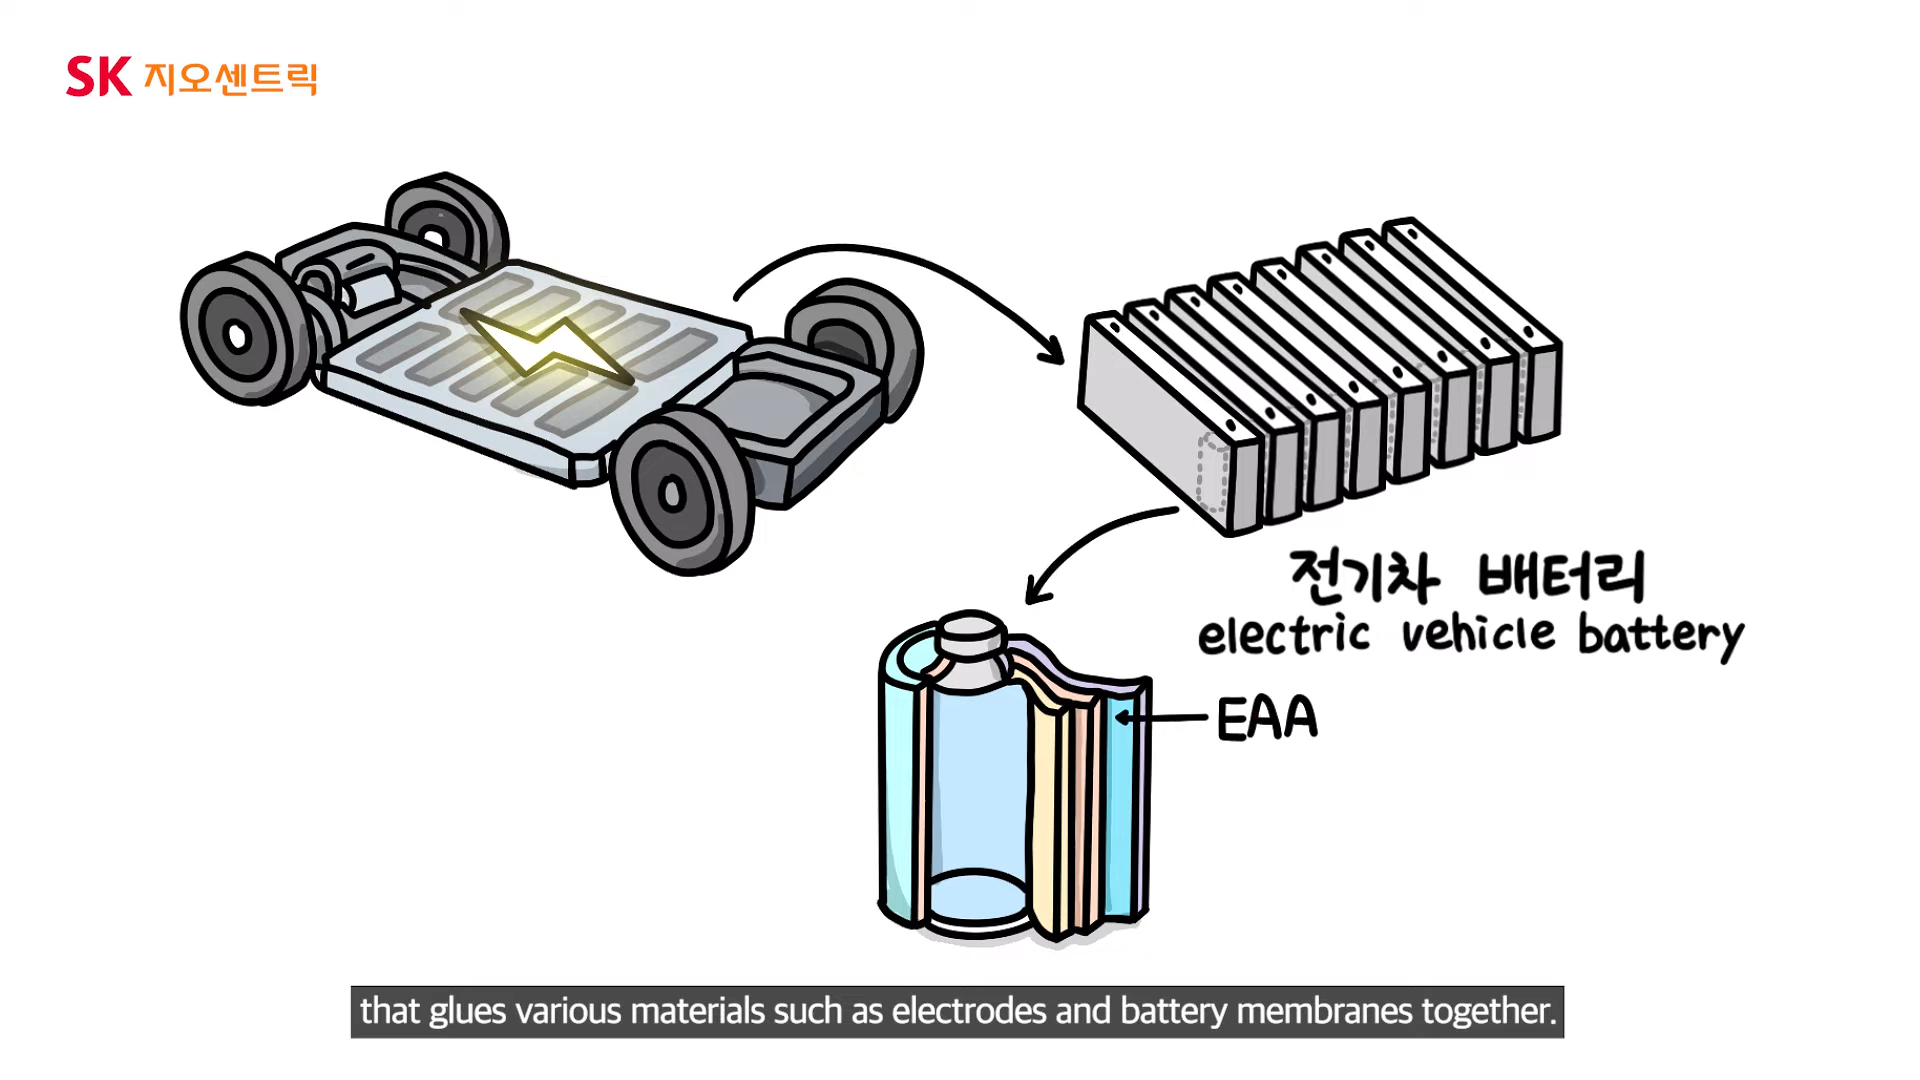 SK 지오센트릭
전기차 배터리
electric vehicle battery
EAA
that glues various materials such as electrodes and battery membranes together.